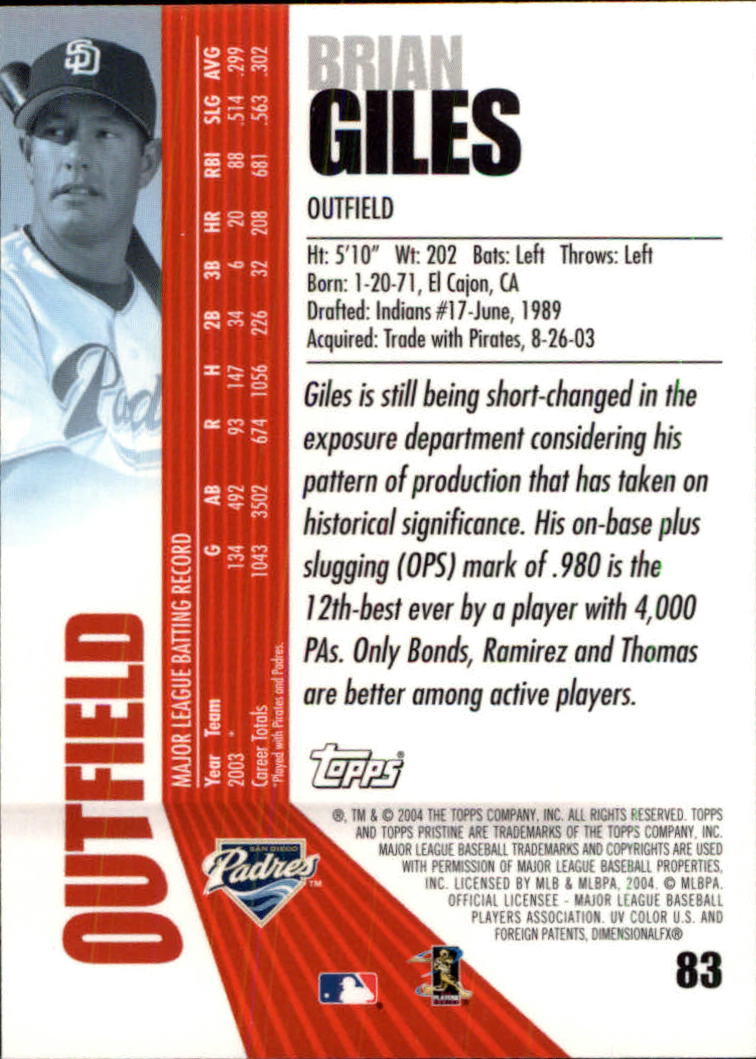 BRIAN
GILES
OUTFIELD
Ht: 5'10" Wt: 202 Bats: Left Throws: Left
Born: 1-20-71, El Cajon, CA
Drafted: Indians #17-June, 1989
Acquired: Trade with Pirates, 8-26-03
Giles is still being short-changed in the
exposure department considering his
pattern of production that has taken on
historical significance. His on-base plus
slugging (OPS) mark of .980 is the
12th-best ever by a player with 4,000
PAs. Only Bonds, Ramirez and Thomas
are better among active players.
OUTFIELD
MAJOR LEAGUE BATTING RECORD
Year Team G AB R H 2B 3B HR RBI SLG AVG
2003 * 134 492 93 147 34 6 20 88 .514 .299
Career Totals 1043 3502 674 1056 226 32 208 681 .563 .302
*Played with Pirates and Padres.
SD
Pad
Topps®
®, TM & © 2004 THE TOPPS COMPANY, INC. ALL RIGHTS RESERVED. TOPPS
AND TOPPS PRISTINE ARE TRADEMARKS OF THE TOPPS COMPANY, INC.
MAJOR LEAGUE BASEBALL TRADEMARKS AND COPYRIGHTS ARE USED
WITH PERMISSION OF MAJOR LEAGUE BASEBALL PROPERTIES,
INC. LICENSED BY MLB & MLBPA, 2004. © MLBPA.
OFFICIAL LICENSEE - MAJOR LEAGUE BASEBALL
PLAYERS ASSOCIATION. UV COLOR U.S. AND
FOREIGN PATENTS, DIMENSIONALFX®
SAN DIEGO
Padres TM
83